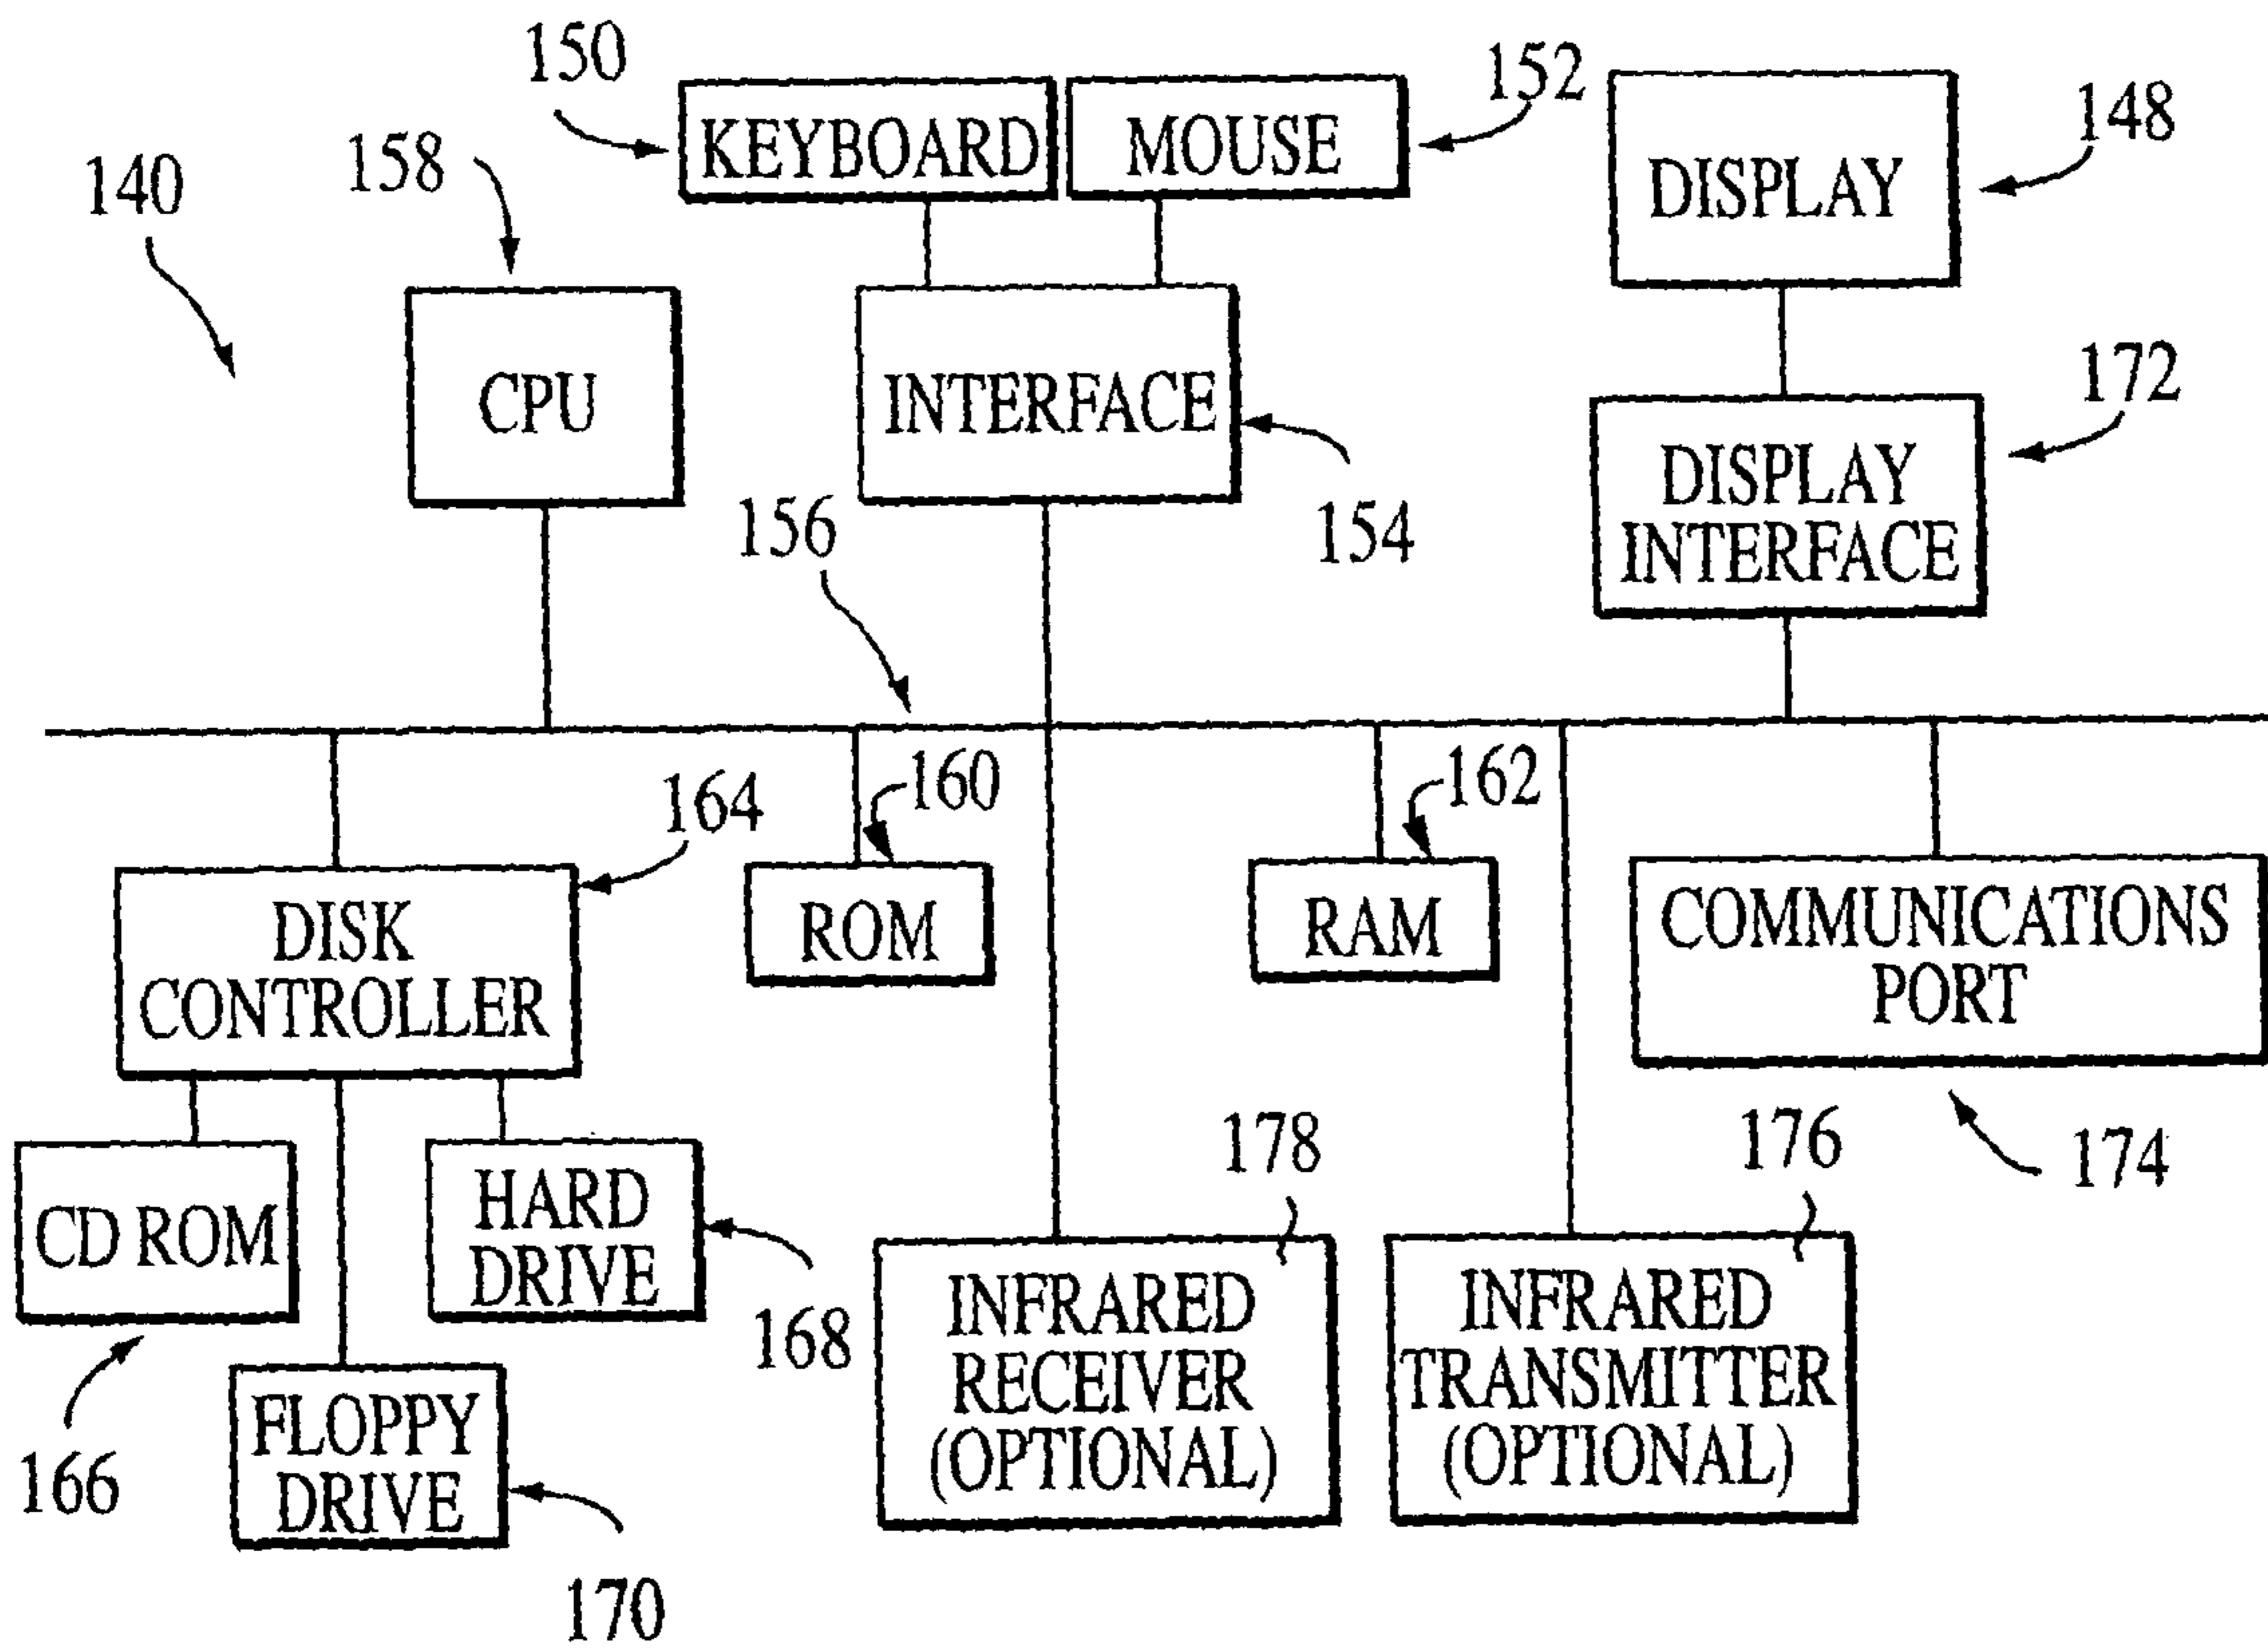 150
KEYBOARD
MOUSE
152
148
DISPLAY
140
158
CPU
INTERFACE
154
172
DISPLAY
INTERFACE
156
164
160
162
DISK
CONTROLLER
ROM
RAM
COMMUNICATIONS
PORT
174
CD ROM
166
HARD
DRIVE
168
FLOPPY
DRIVE
170
178
INFRARED
RECEIVER
(OPTIONAL)
176
INFRARED
TRANSMITTER
(OPTIONAL)